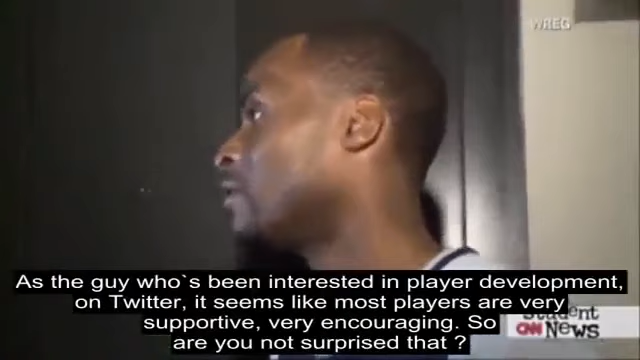 WREG
As the guy who`s been interested in player development,
on Twitter, it seems like most players are very
supportive, very encouraging. So
are you not surprised that ?
Student
CNN NEWS